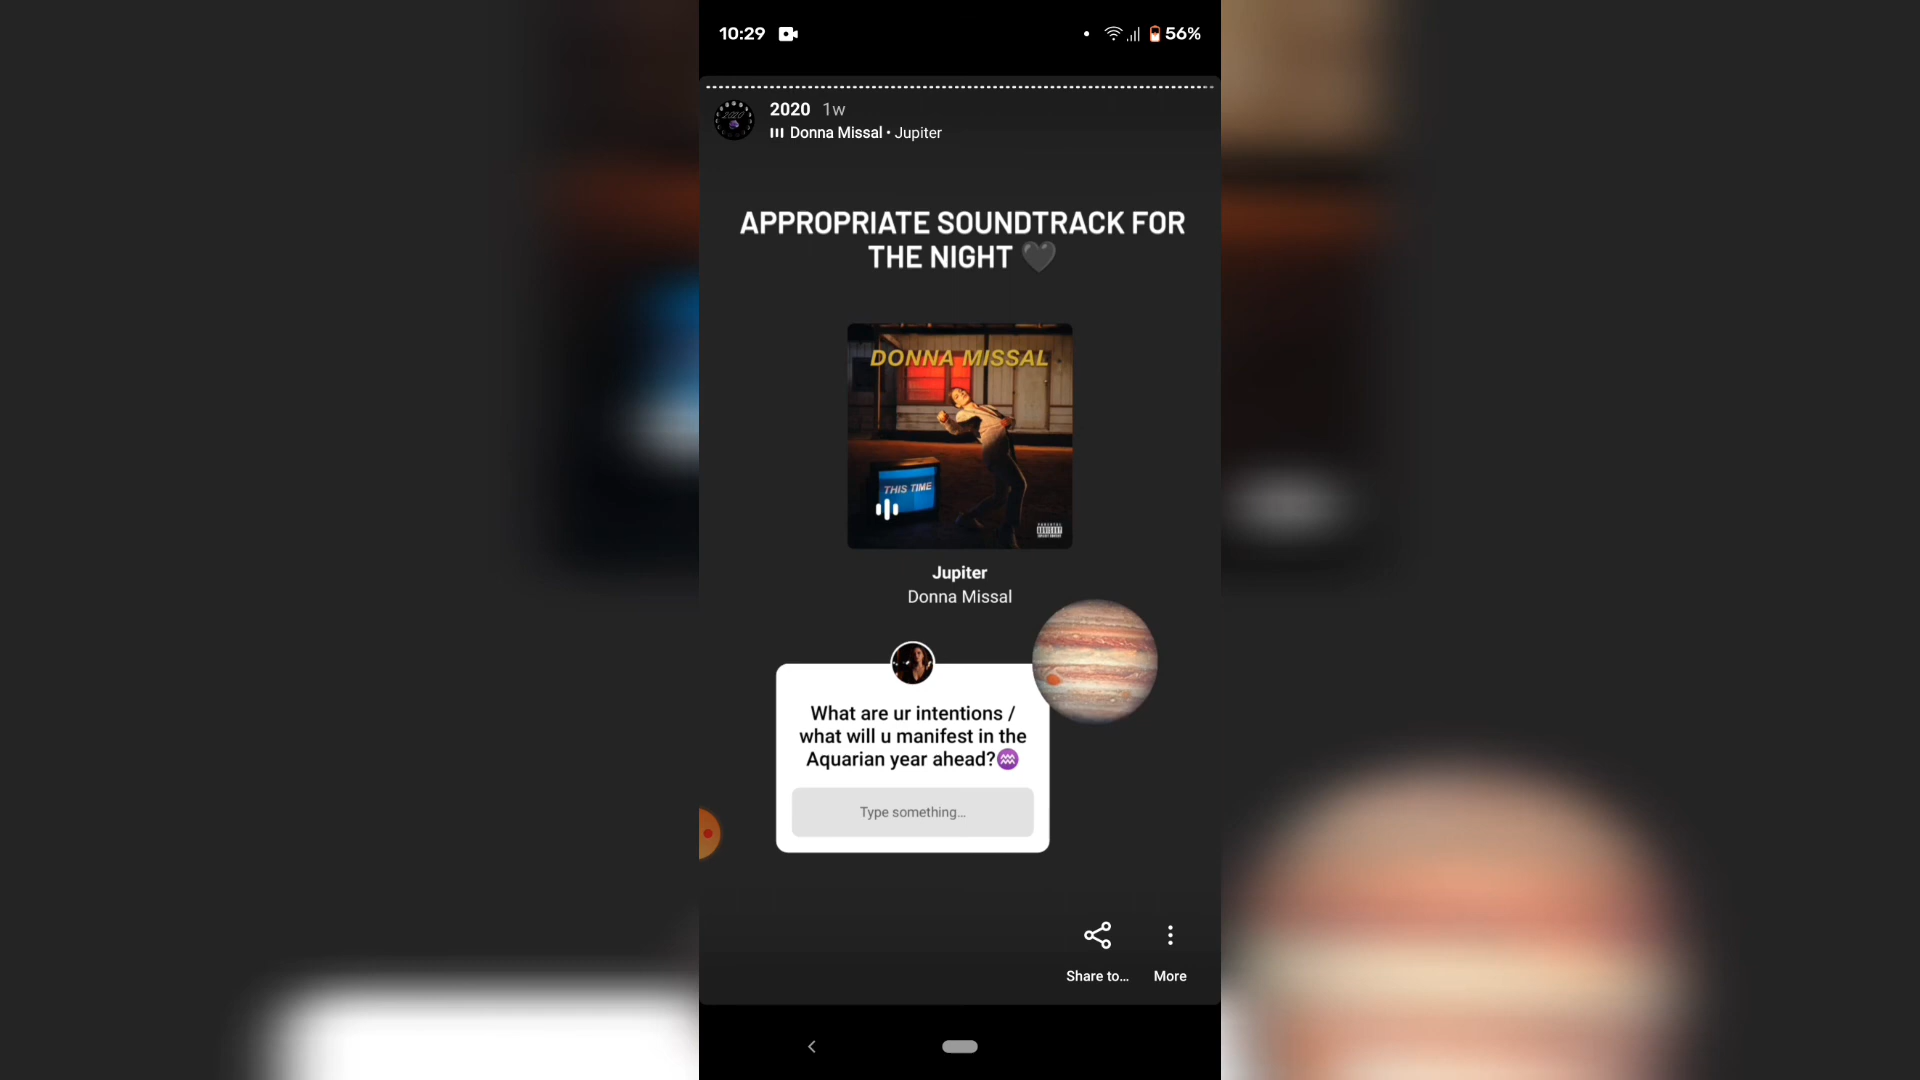 10:29
56%
2020 1w
Donna Missal • Jupiter
APPROPRIATE SOUNDTRACK FOR
THE NIGHT 🖤
DONNA MISSAL
THIS TIME
Jupiter
Donna Missal
What are ur intentions /
what will u manifest in the
Aquarian year ahead?♒
Type something...
Share to...
More